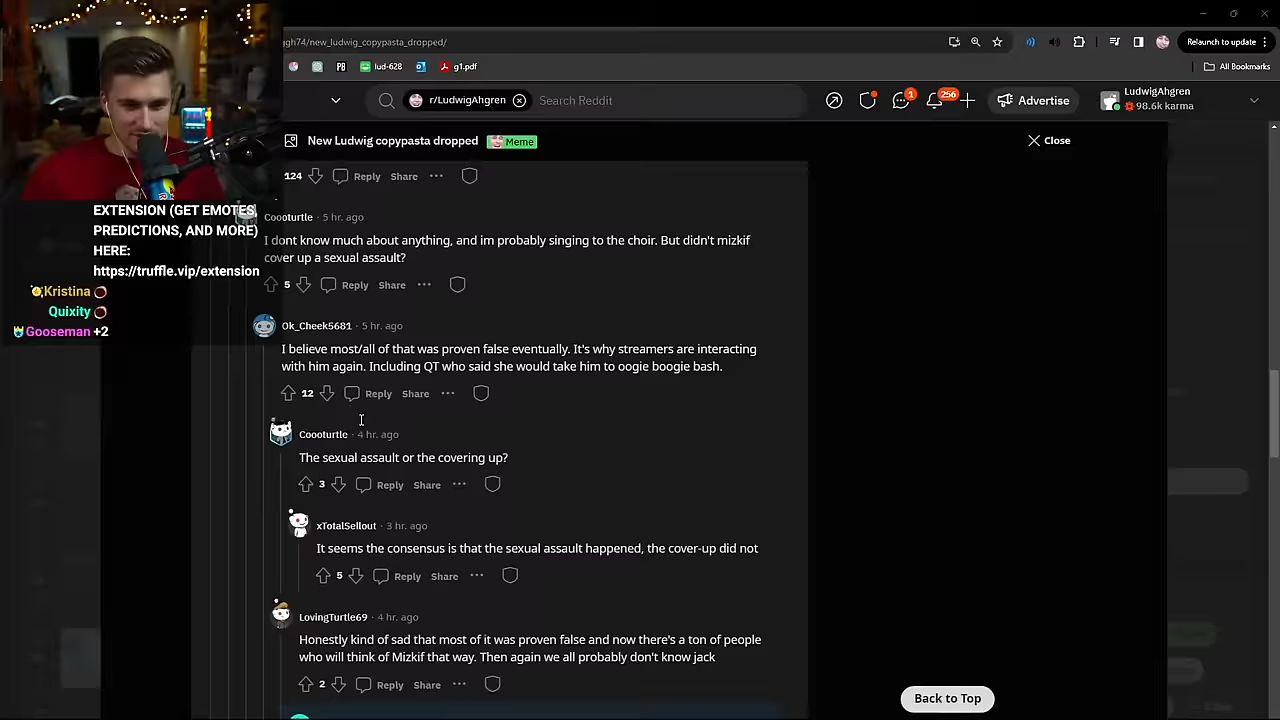 ggh74/new_ludwig_copypasta_dropped/
Relaunch to update
PB
iud-628
g1.pdf
All Bookmarks
r/LudwigAhgren
Search Reddit
1
256
Advertise
LudwigAhgren
98.6k karma
New Ludwig copypasta dropped
Meme
Close
124 Reply Share
EXTENSION (GET EMOTES,
PREDICTIONS, AND MORE)
HERE:
https://truffle.vip/extension
Kristina
Quixity
Gooseman +2
Coooturtle · 5 hr. ago
I dont know much about anything, and im probably singing to the choir. But didn't mizkif
cover up a sexual assault?
5 Reply Share
Ok_Cheek5681 · 5 hr. ago
I believe most/all of that was proven false eventually. It's why streamers are interacting
with him again. Including QT who said she would take him to oogie boogie bash.
12 Reply Share
Coooturtle · 4 hr. ago
The sexual assault or the covering up?
3 Reply Share
xTotalSellout · 3 hr. ago
It seems the consensus is that the sexual assault happened, the cover-up did not
5 Reply Share
LovingTurtle69 · 4 hr. ago
Honestly kind of sad that most of it was proven false and now there's a ton of people
who will think of Mizkif that way. Then again we all probably don't know jack
2 Reply Share
Back to Top